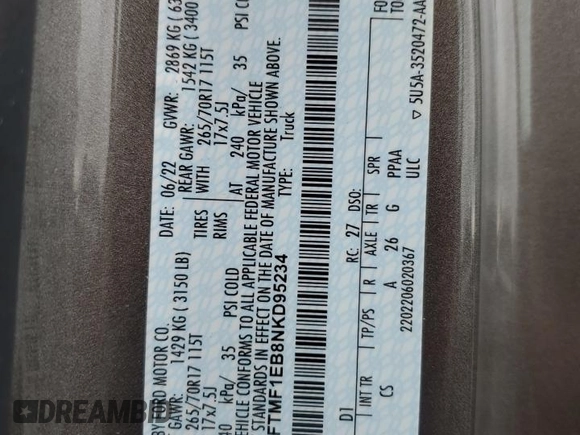 BY FORD MOTOR CO.
DATE: 06/22 GVWR: 2869 KG
GAWR: 1429 KG ( 3150 LB) REAR GAWR: 1542 KG ( 3400
265/70R17 115T TIRES WITH 265/70R17 115T
17x7.5J RIMS 17x7.5J
kPa/ 35 PSI COLD AT 240 kPa/ 35 PSI
VEHICLE CONFORMS TO ALL APPLICABLE FEDERAL MOTOR VEHICLE
IN EFFECT ON THE DATE OF MANUFACTURE SHOWN ABOVE.
FTMF1EB8NKD95234 TYPE: Truck
RC: 27 DSO:
D1
INT TR TP/PS R AXLE TR SPR
CS A 26 G PPAA
2202206020367 ULC
▽ 5U5A-3520472-AA
DREAMBID